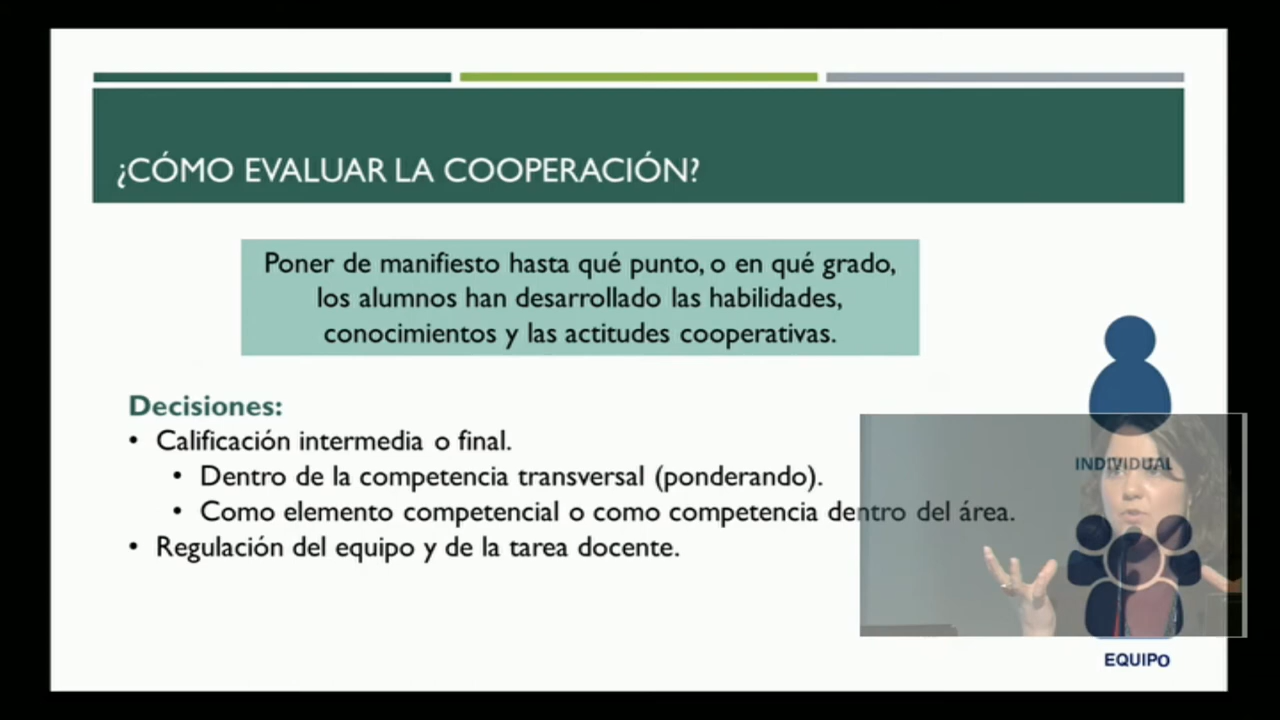 ¿CÓMO EVALUAR LA COOPERACIÓN?
Poner de manifiesto hasta qué punto, o en qué grado,
los alumnos han desarrollado las habilidades,
conocimientos y las actitudes cooperativas.
Decisiones:
• Calificación intermedia o final.
• Dentro de la competencia transversal (ponderando).
• Como elemento competencial o como competencia dentro del área.
• Regulación del equipo y de la tarea docente.
INDIVIDUAL
EQUIPO